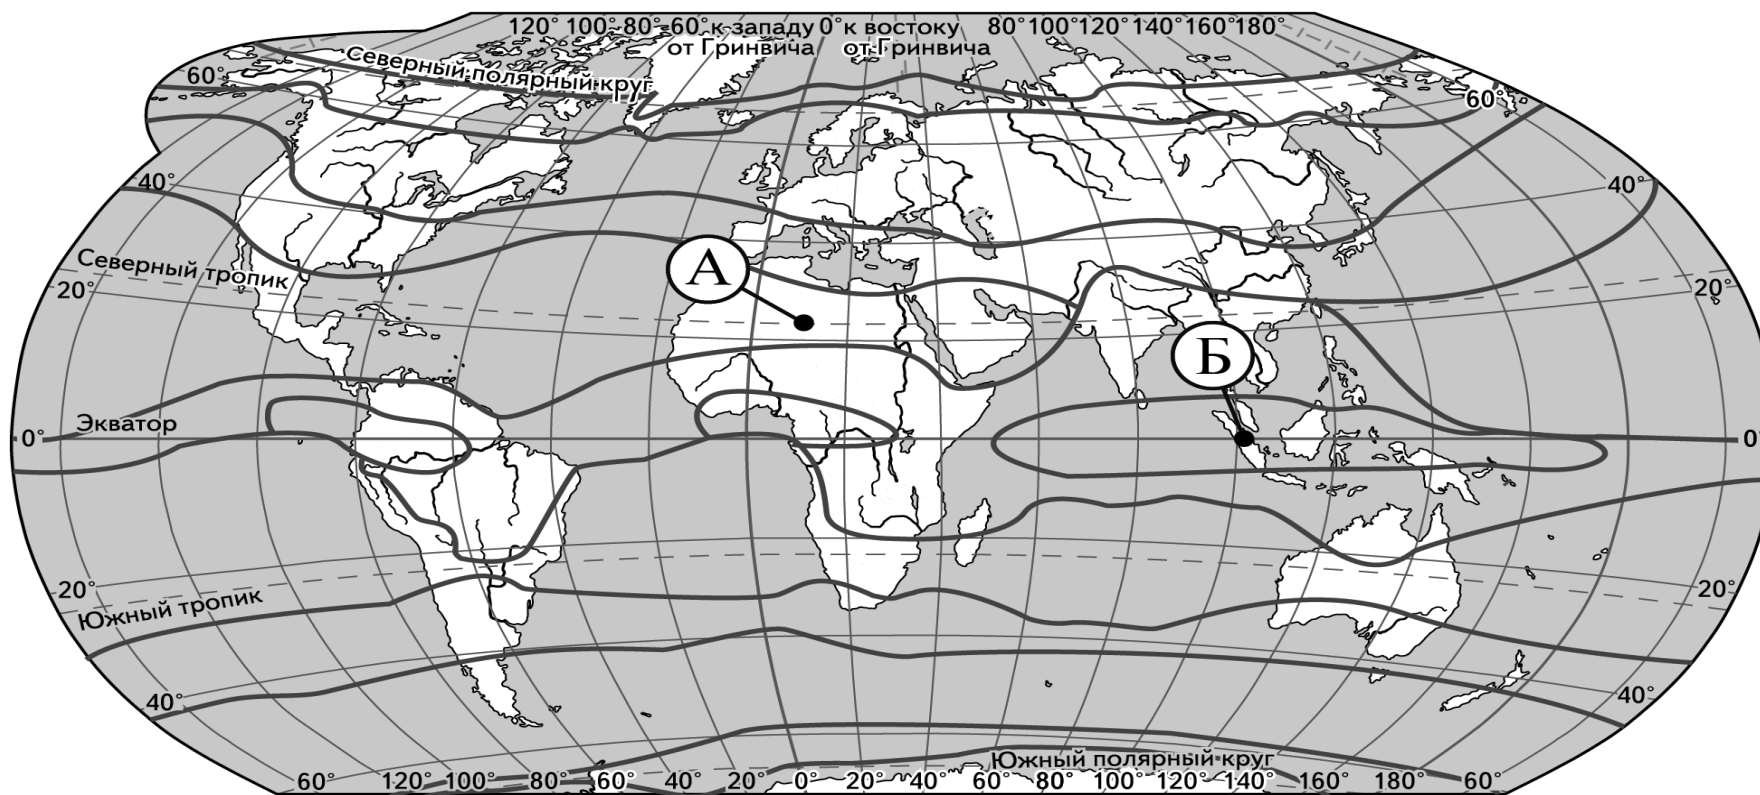 120° 100° 80° 60° к западу 0° к востоку 80° 100° 120° 140° 160° 180°
от Гринвича от Гринвича
Северный полярный круг
60°
60°
40°
40°
А
Северный тропик
20°
20°
Б
Экватор
0°
0°
20°
20°
Южный тропик
40°
40°
Южный полярный круг
60° 120° 100° 80° 60° 40° 20° 0° 20° 40° 60° 80° 100° 120° 140° 160° 180° 60°